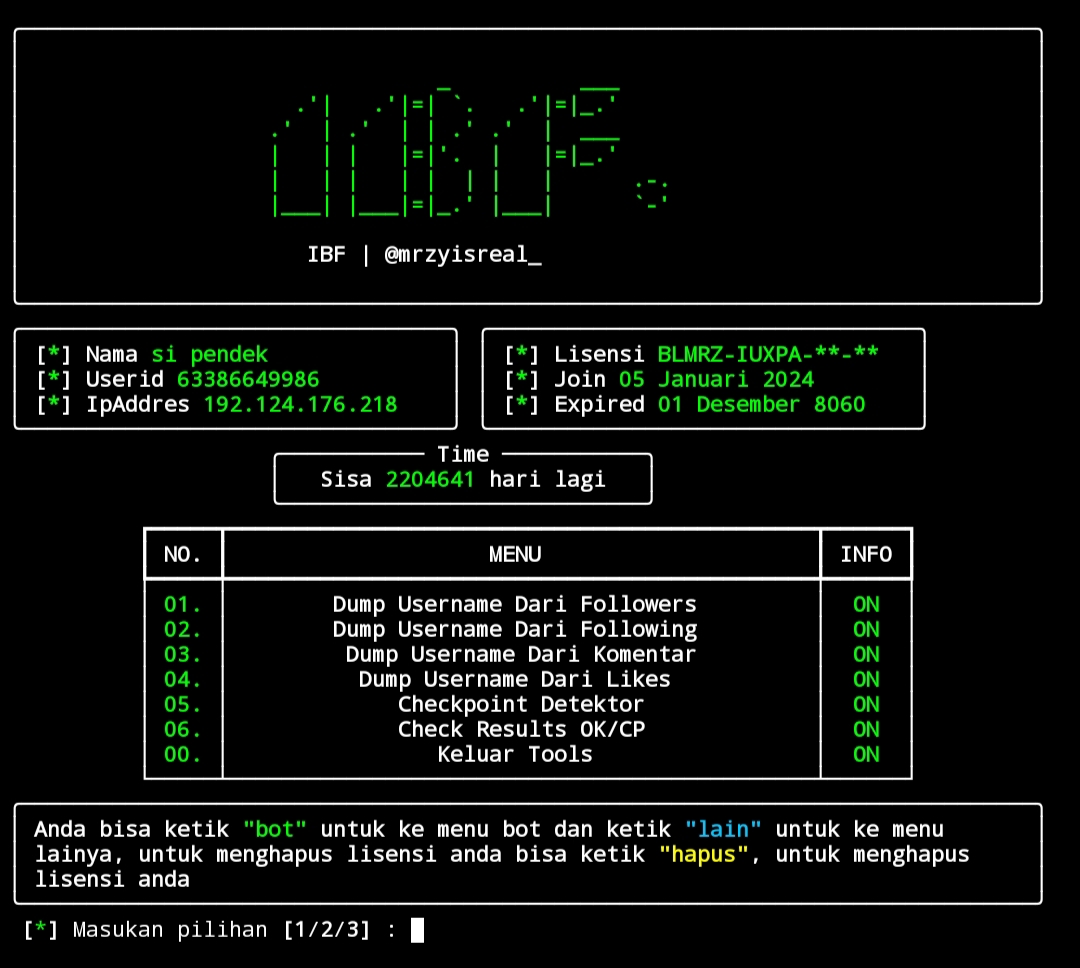 IBF | @mrzyisreal_
[*] Nama si pendek
[*] Userid 63386649986
[*] IpAddres 192.124.176.218
[*] Lisensi BLMRZ-IUXPA-**-**
[*] Join 05 Januari 2024
[*] Expired 01 Desember 8060
Time
Sisa 2204641 hari lagi
NO. MENU INFO
01. Dump Username Dari Followers ON
02. Dump Username Dari Following ON
03. Dump Username Dari Komentar ON
04. Dump Username Dari Likes ON
05. Checkpoint Detektor ON
06. Check Results OK/CP ON
00. Keluar Tools ON
Anda bisa ketik "bot" untuk ke menu bot dan ketik "lain" untuk ke menu
lainya, untuk menghapus lisensi anda bisa ketik "hapus", untuk menghapus
lisensi anda
[*] Masukan pilihan [1/2/3] :